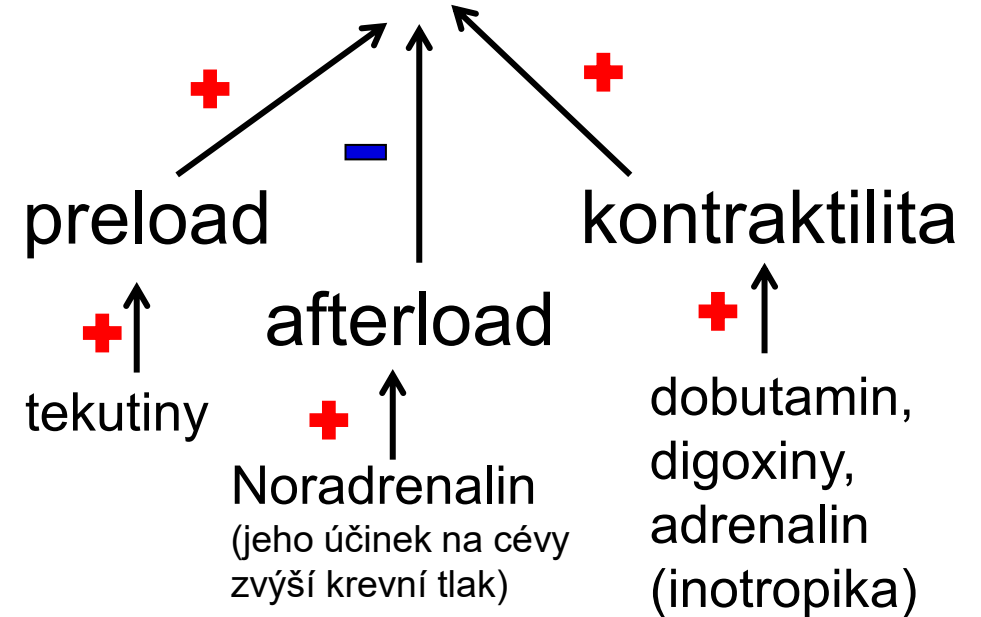 preload
kontraktilita
afterload
tekutiny
Noradrenalin
(jeho účinek na cévy
zvýší krevní tlak)
dobutamin,
digoxiny,
adrenalin
(inotropika)